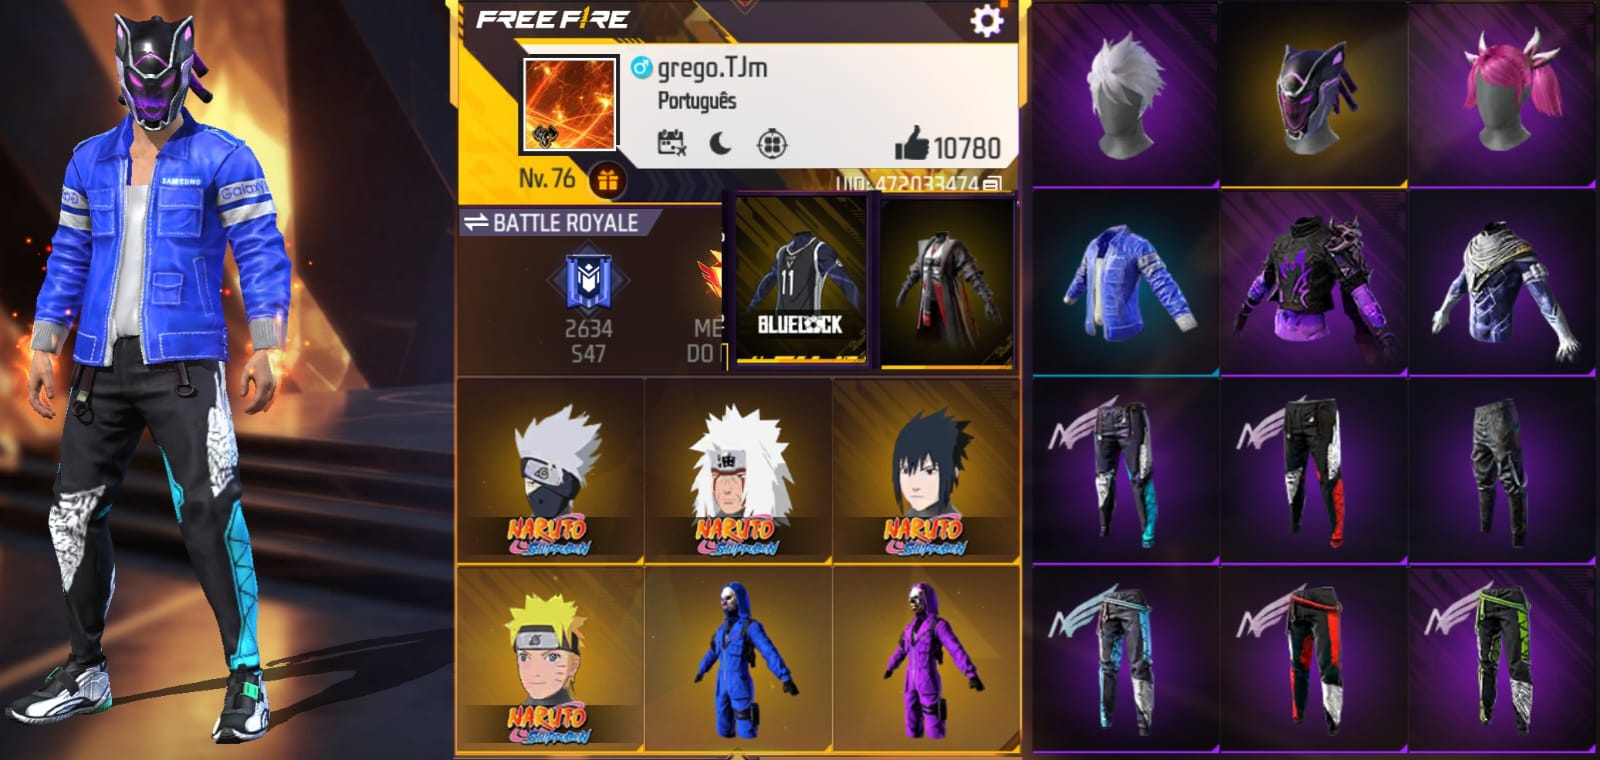 SAMSUNG
Galaxy
FREE FIRE
grego.TJm
Português
10780
Nv. 76
UID:472033474
BATTLE ROYALE
2634
547
ME
DO
11
BLUELOCK
NARUTO
SHIPPUDEN
NARUTO
SHIPPUDEN
NARUTO
SHIPPUDEN
NARUTO
SHIPPUDEN